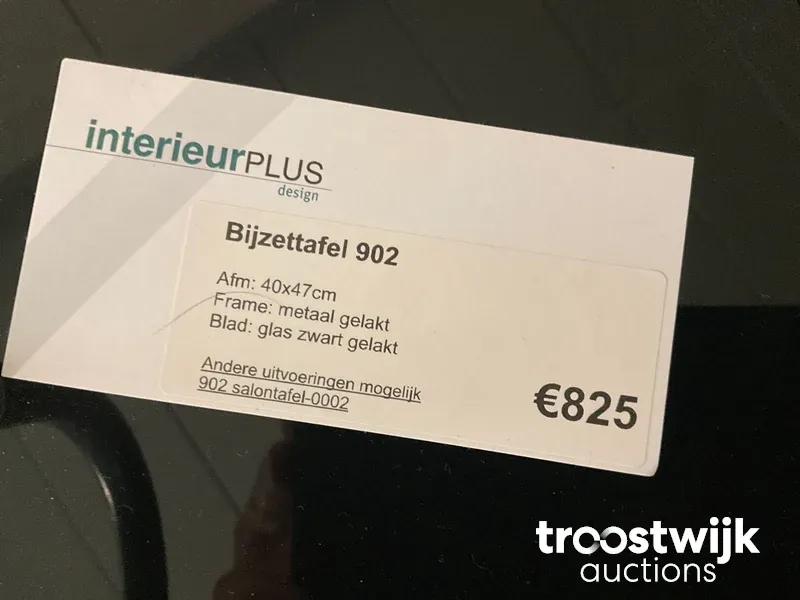 interieurPLUS
design
Bijzettafel 902
Afm: 40x47cm
Frame: metaal gelakt
Blad: glas zwart gelakt
Andere uitvoeringen mogelijk
902 salontafel-0002
€825
troostwijk
auctions